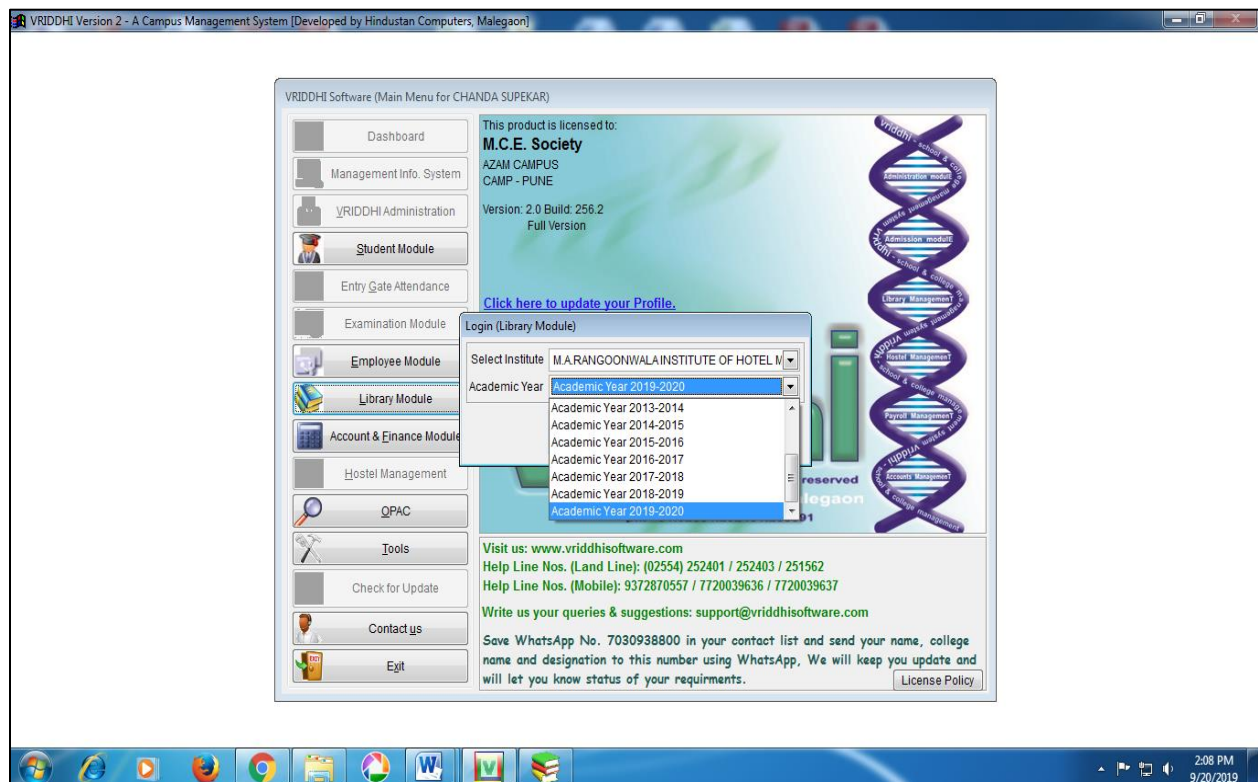 VRIDDHI Version 2 - A Campus Management System [Developed by Hindustan Computers, Malegaon]
VRIDDHI Software (Main Menu for CHANDA SUPEKAR)
Dashboard
Management Info. System
VRIDDHI Administration
Student Module
Entry Gate Attendance
Examination Module
Employee Module
Library Module
Account & Finance Module
Hostel Management
OPAC
Tools
Check for Update
Contact us
Exit
This product is licensed to:
M.C.E. Society
AZAM CAMPUS
CAMP - PUNE
Version: 2.0 Build: 256.2
Full Version
Click here to update your Profile.
Vriddhi - school & college management system
Administration modulE
Admission modulE
Library ManagemenT
Hostel ManagemenT
Payroll ManagemenT
Accounts ManagemenT
Login (Library Module)
Select Institute M.A.RANGOONWALA INSTITUTE OF HOTEL M
Academic Year Academic Year 2019-2020
Academic Year 2013-2014
Academic Year 2014-2015
Academic Year 2015-2016
Academic Year 2016-2017
Academic Year 2017-2018
Academic Year 2018-2019
Academic Year 2019-2020
reserved
legaon
Visit us: www.vriddhisoftware.com
Help Line Nos. (Land Line): (02554) 252401 / 252403 / 251562
Help Line Nos. (Mobile): 9372870557 / 7720039636 / 7720039637
Write us your queries & suggestions: support@vriddhisoftware.com
Save WhatsApp No. 7030938800 in your contact list and send your name, college
name and designation to this number using WhatsApp, We will keep you update and
will let you know status of your requirments.
License Policy
2:08 PM
9/20/2019